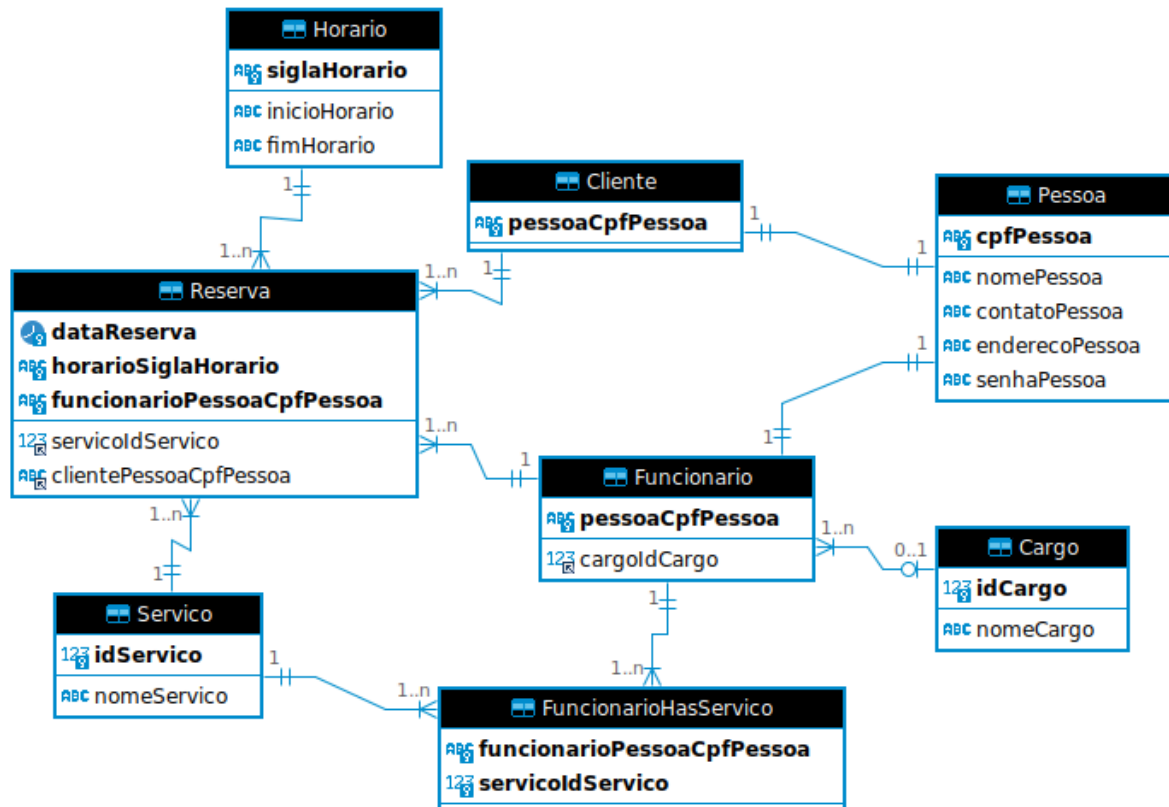 Horario
siglaHorario
inicioHorario
fimHorario
1
1..n
Cliente
pessoaCpfPessoa
1
1
Pessoa
cpfPessoa
nomePessoa
contatoPessoa
enderecoPessoa
senhaPessoa
1
1..n
1
Reserva
dataReserva
horarioSiglaHorario
funcionarioPessoaCpfPessoa
servicoIdServico
clientePessoaCpfPessoa
1..n
1
1
Funcionario
pessoaCpfPessoa
cargoIdCargo
1..n
0..1
Cargo
idCargo
nomeCargo
1..n
1
Servico
idServico
nomeServico
1
1..n
1
1..n
FuncionarioHasServico
funcionarioPessoaCpfPessoa
servicoIdServico